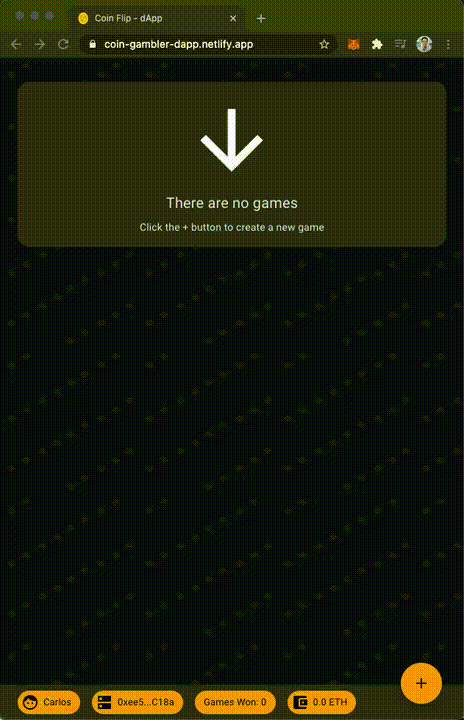 Coin Flip - dApp
coin-gambler-dapp.netlify.app
There are no games
Click the + button to create a new game
Carlos
0xee5...C18a
Games Won: 0
0.0 ETH
+